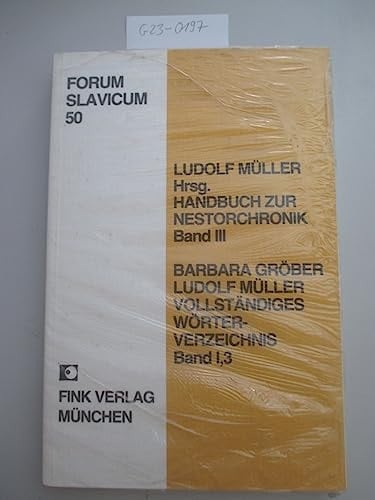 G23-0197
FORUM
SLAVICUM
50
LUDOLF MÜLLER
Hrsg.
HANDBUCH ZUR
NESTORCHRONIK
Band III
BARBARA GRÖBER
LUDOLF MÜLLER
VOLLSTÄNDIGES
WÖRTER-
VERZEICHNIS
Band I,3
FINK VERLAG
MÜNCHEN